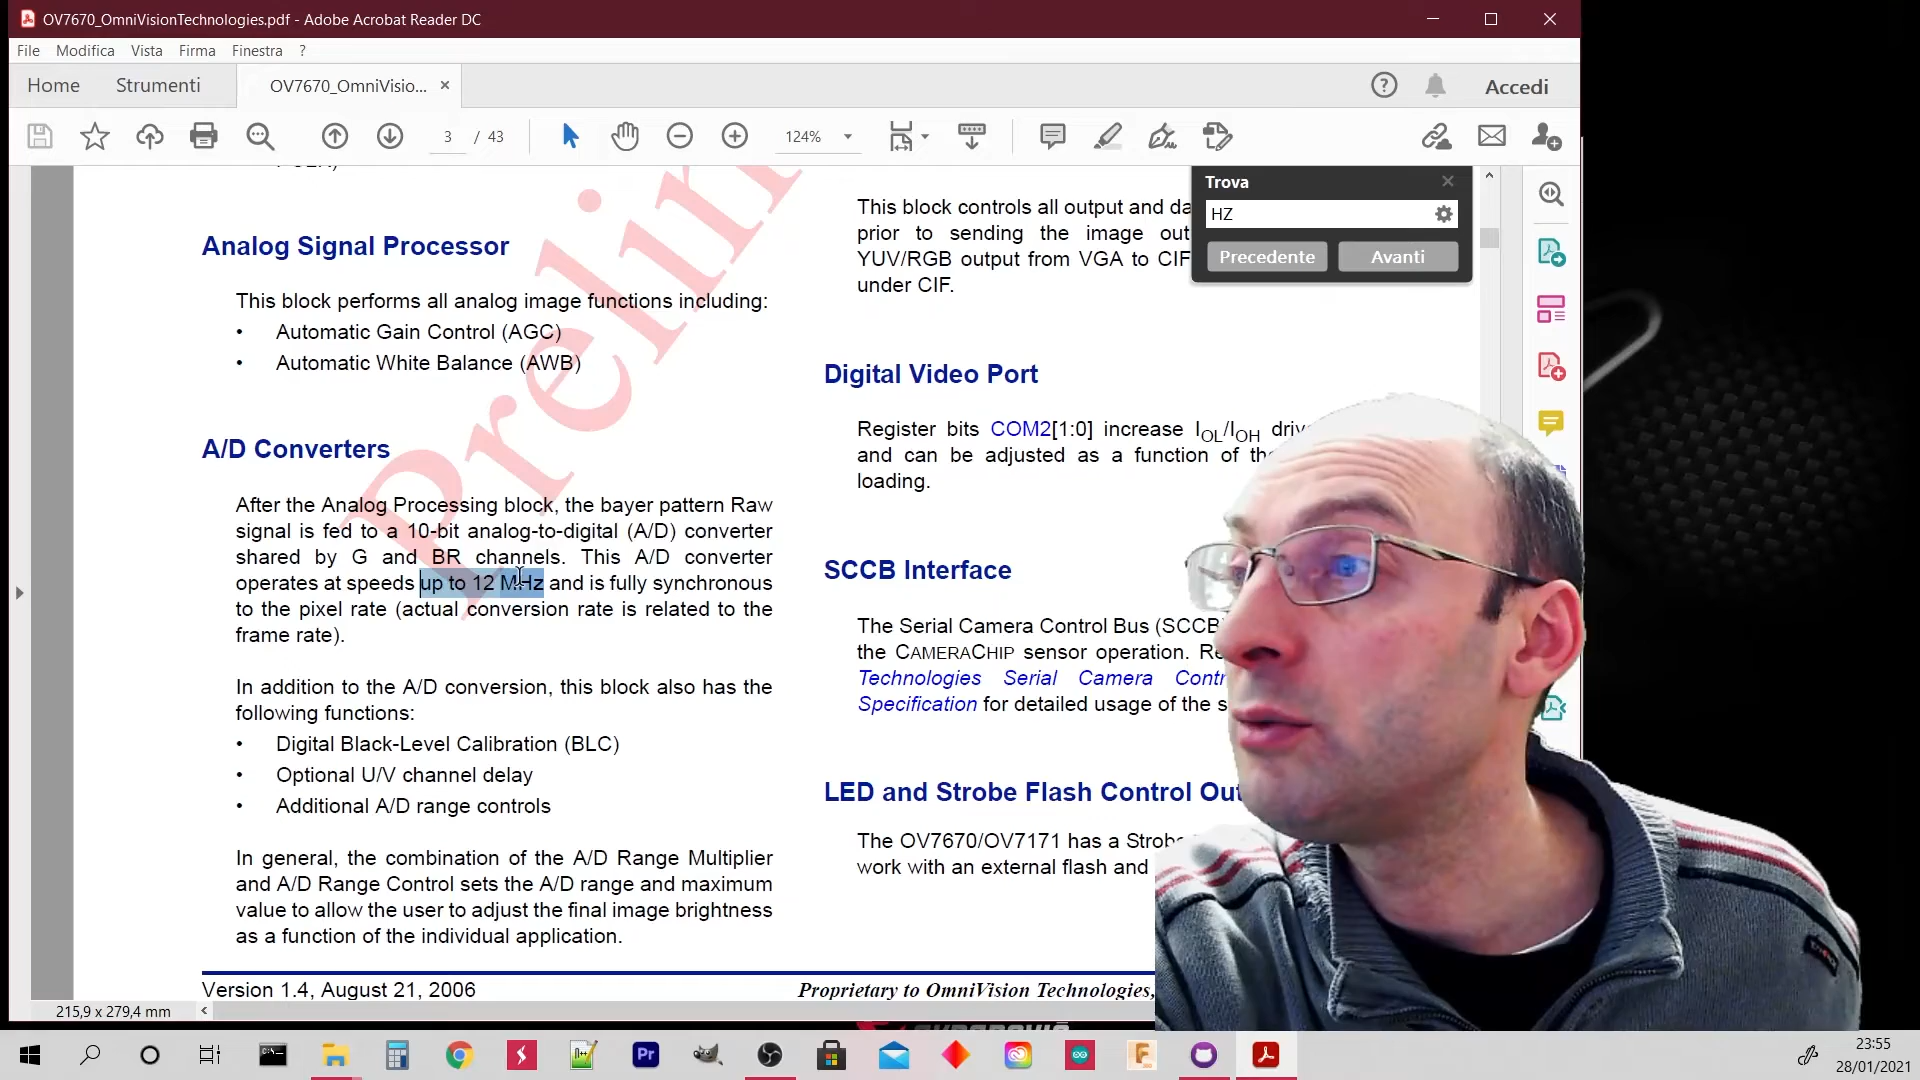 OV7670_OmniVisionTechnologies.pdf - Adobe Acrobat Reader DC
File Modifica Vista Firma Finestra ?
Home Strumenti OV7670_OmniVisio... Accedi
3 / 43 124%
Trova
HZ
Precedente Avanti
Analog Signal Processor
This block performs all analog image functions including:
• Automatic Gain Control (AGC)
• Automatic White Balance (AWB)
A/D Converters
After the Analog Processing block, the bayer pattern Raw
signal is fed to a 10-bit analog-to-digital (A/D) converter
shared by G and BR channels. This A/D converter
operates at speeds up to 12 MHz and is fully synchronous
to the pixel rate (actual conversion rate is related to the
frame rate).
In addition to the A/D conversion, this block also has the
following functions:
• Digital Black-Level Calibration (BLC)
• Optional U/V channel delay
• Additional A/D range controls
In general, the combination of the A/D Range Multiplier
and A/D Range Control sets the A/D range and maximum
value to allow the user to adjust the final image brightness
as a function of the individual application.
This block controls all output and da
prior to sending the image out
YUV/RGB output from VGA to CIF
under CIF.
Digital Video Port
Register bits COM2[1:0] increase IOL/IOH driv
and can be adjusted as a function of the
loading.
SCCB Interface
The Serial Camera Control Bus (SCCB)
the CAMERACHIP sensor operation. Re
Technologies Serial Camera Contr
Specification for detailed usage of the s
LED and Strobe Flash Control Out
The OV7670/OV7171 has a Strobe
work with an external flash and
Prelim
Version 1.4, August 21, 2006
Proprietary to OmniVision Technologies,
215,9 x 279,4 mm
Pr
23:55
28/01/2021